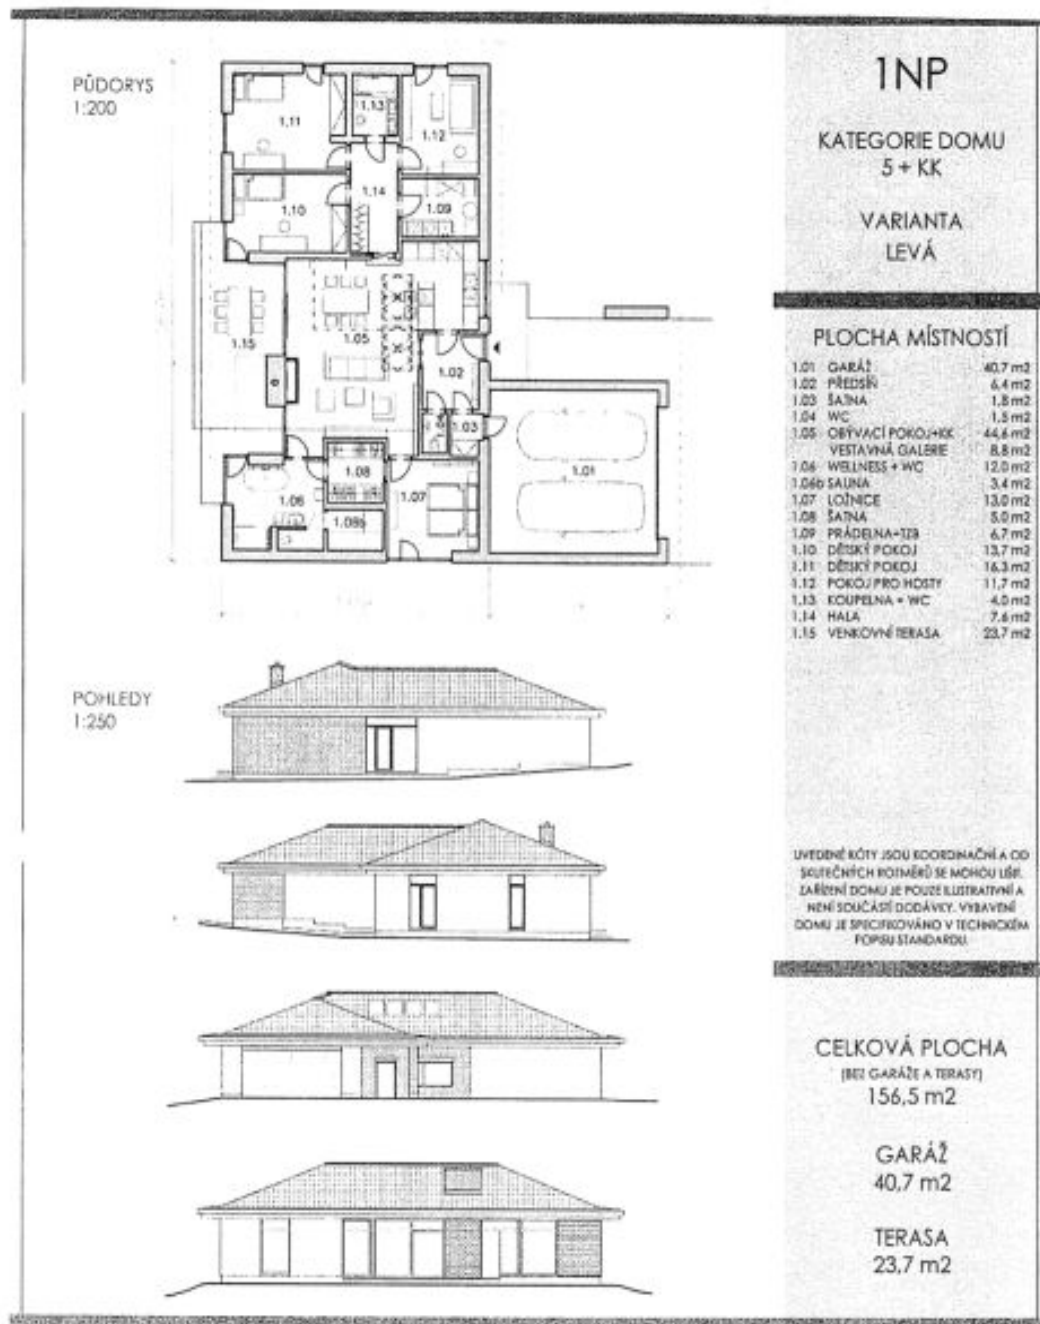 PŮDORYS
1:200
1.11
1.13
1.12
1.10
1.14
1.09
1.15
1.05
1.02
1.03
1.01
1.08
1.06
1.07
1.08b
POHLEDY
1:250
1NP
KATEGORIE DOMU
5 + KK
VARIANTA
LEVÁ
PLOCHA MÍSTNOSTÍ
1.01 GARÁŽ 40,7 m2
1.02 PŘEDSÍŇ 6,4 m2
1.03 ŠATNA 1,8 m2
1.04 WC 1,5 m2
1.05 OBÝVACÍ POKOJ+KK 44,6 m2
VESTAVNÁ GALERIE 8,8 m2
1.06 WELLNESS + WC 12,0 m2
1.06b SAUNA 3,4 m2
1.07 LOŽNICE 13,0 m2
1.08 ŠATNA 5,0 m2
1.09 PRÁDELNA+TZB 6,7 m2
1.10 DĚTSKÝ POKOJ 13,7 m2
1.11 DĚTSKÝ POKOJ 16,3 m2
1.12 POKOJ PRO HOSTY 11,7 m2
1.13 KOUPELNA + WC 4,0 m2
1.14 HALA 7,6 m2
1.15 VENKOVNÍ TERASA 23,7 m2
UVEDENÉ KÓTY JSOU KOORDINAČNÍ A OD
SKUTEČNÝCH ROZMĚRŮ SE MOHOU LIŠIT.
ZAŘÍZENÍ DOMU JE POUZE ILUSTRATIVNÍ A
NENÍ SOUČÁSTÍ DODÁVKY. VYBAVENÍ
DOMU JE SPECIFIKOVÁNO V TECHNICKÉM
POPISU STANDARDU.
CELKOVÁ PLOCHA
(BEZ GARÁŽE A TERASY)
156,5 m2
GARÁŽ
40,7 m2
TERASA
23,7 m2